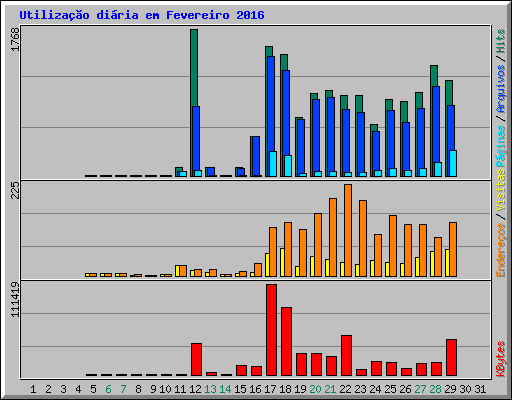 Utilização diária em Fevereiro 2016
1768
225
111419
Endereços / Visitas Páginas / Arquivos / Hits
KBytes
1 2 3 4 5 6 7 8 9 10 11 12 13 14 15 16 17 18 19 20 21 22 23 24 25 26 27 28 29 30 31